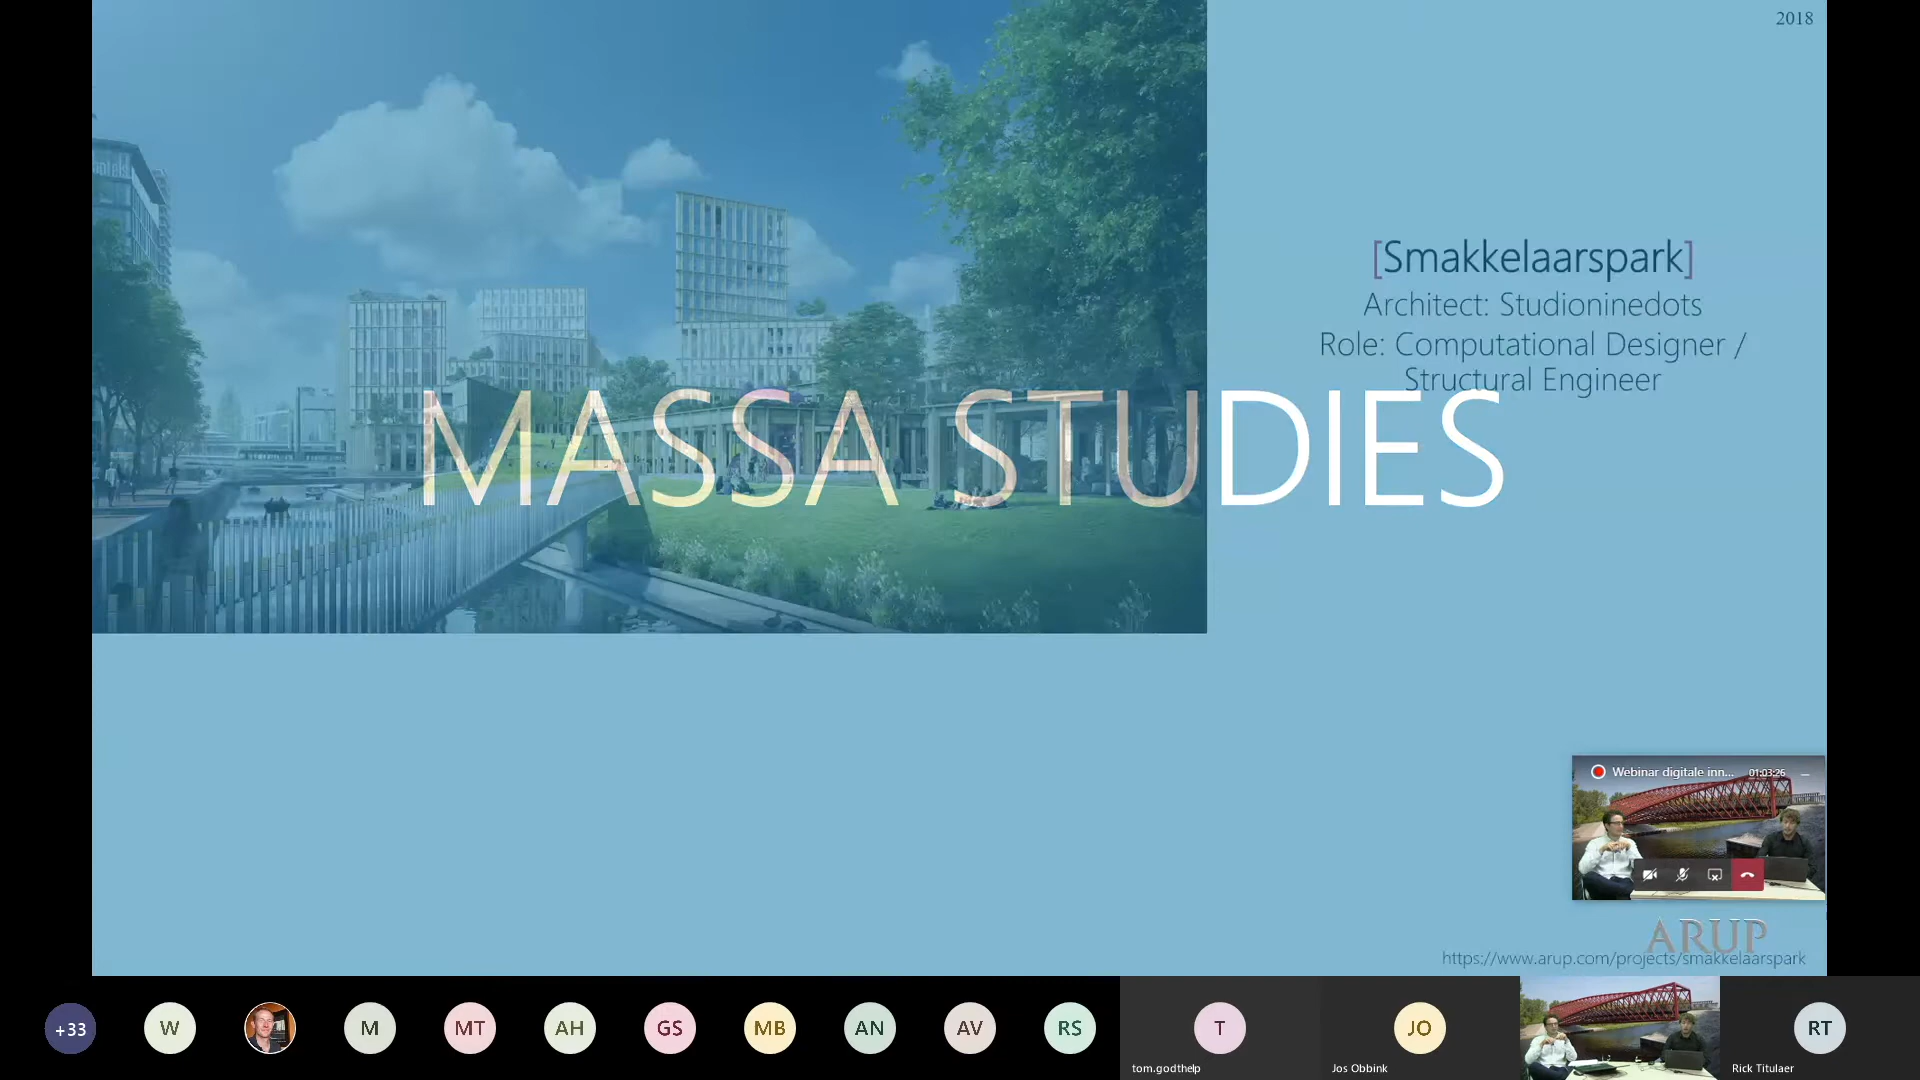 2018
[Smakkelaarspark]
Architect: Studioninedots
Role: Computational Designer /
Structural Engineer
MASSA STUDIES
Webinar digitale inn... 01:03:26
ARUP
https://www.arup.com/projects/smakkelaarspark
+33 W M MT AH GS MB AN AV RS T JO RT
tom.godthelp Jos Obbink Rick Titulaer